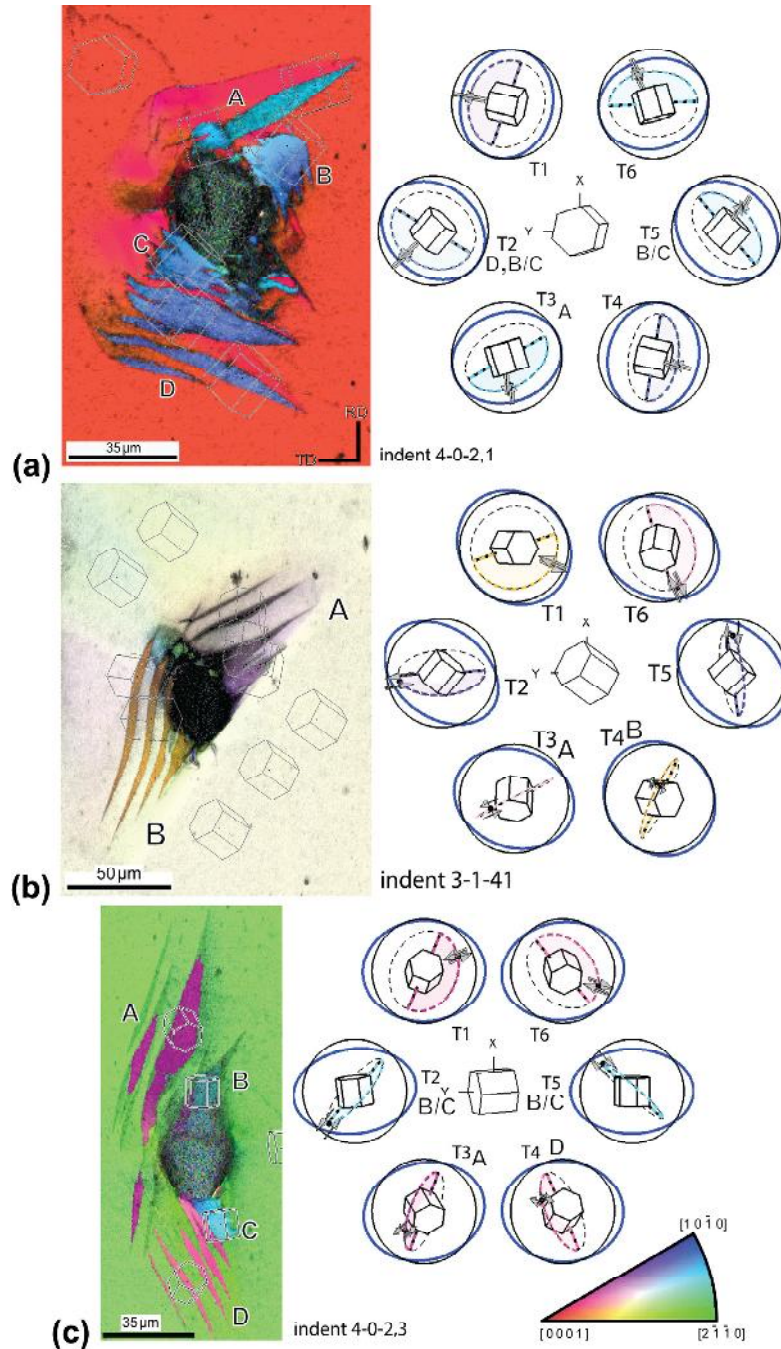 A
B
C
D
35 µm
RD
TD
(a)
T1
T6
X
Y
T2
D,B/C
T5
B/C
T3 A
T4
indent 4-0-2,1
A
B
50 µm
(b)
T1
T6
X
Y
T2
T5
T3 A
T4 B
indent 3-1-41
A
B
C
D
35 µm
(c)
T1
T6
X
Y
T2
B/C
T5
B/C
T3 A
T4 D
indent 4-0-2,3
[101̄0]
[0001]
[21̄1̄0]